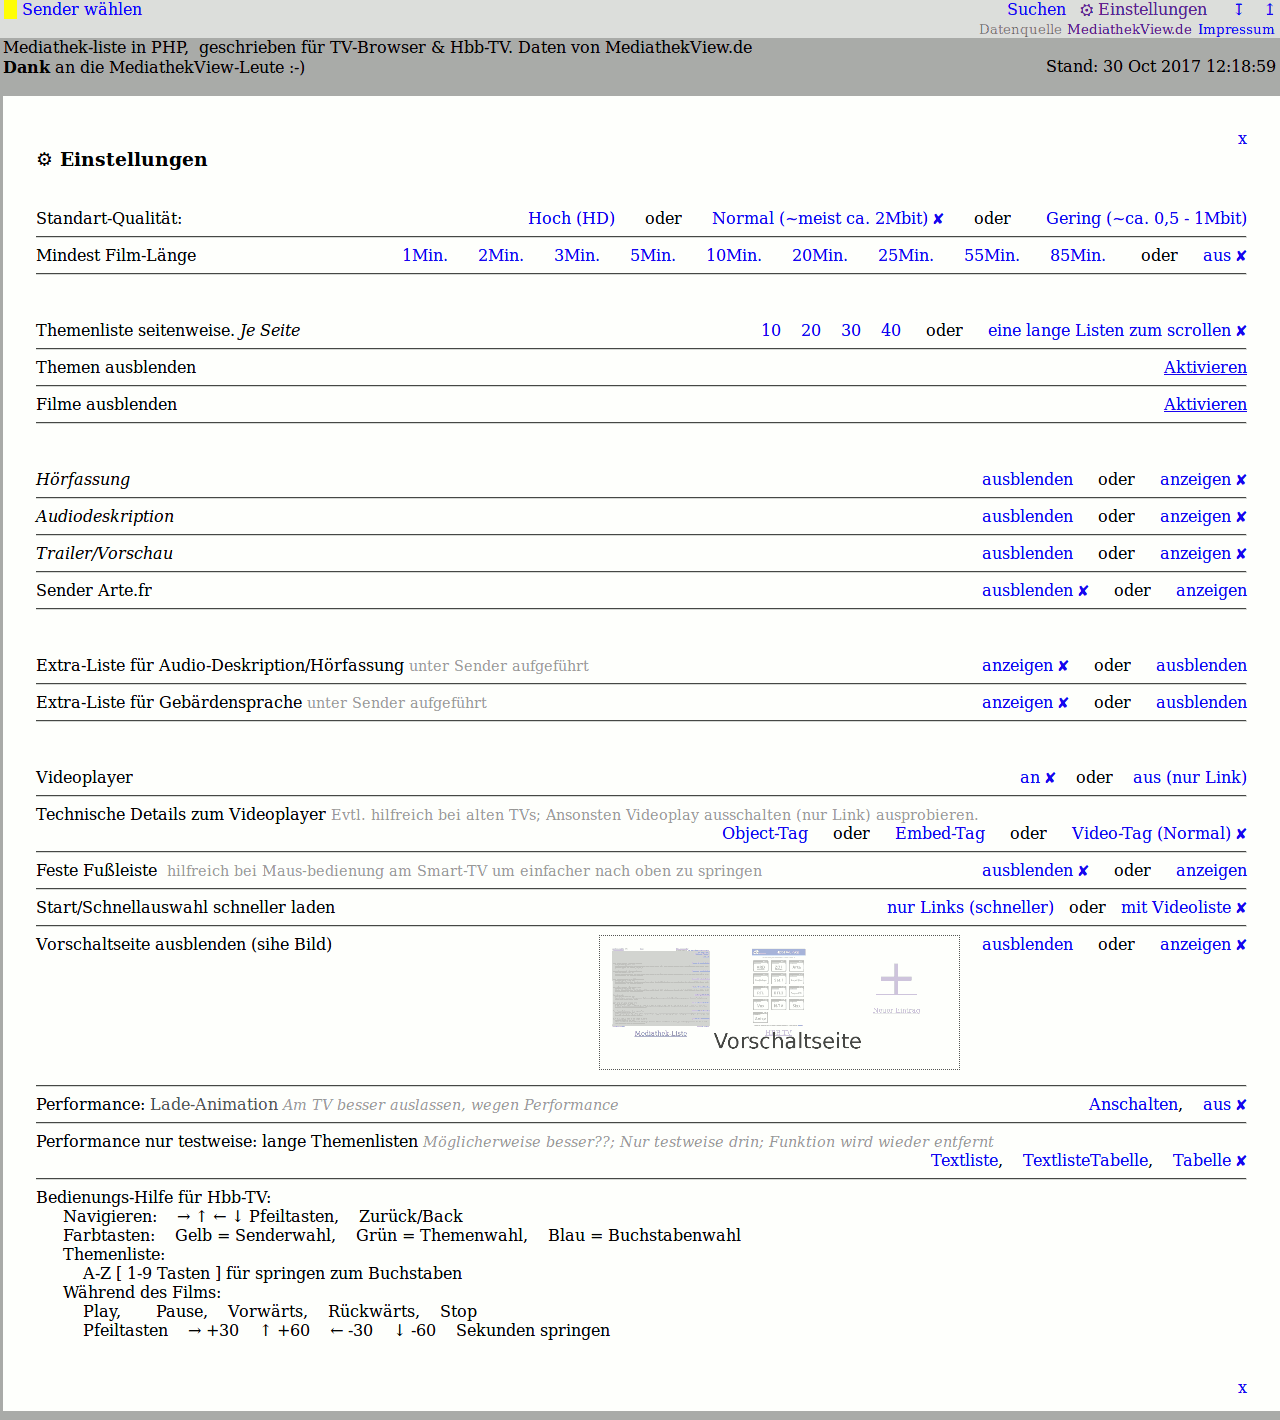 Sender wählen Suchen ⚙ Einstellungen ↧ ↥
Datenquelle MediathekView.de Impressum
Mediathek-liste in PHP, geschrieben für TV-Browser & Hbb-TV. Daten von MediathekView.de
Dank an die MediathekView-Leute :-) Stand: 30 Oct 2017 12:18:59
x
⚙ Einstellungen
Standart-Qualität: Hoch (HD) oder Normal (~meist ca. 2Mbit) ✘ oder Gering (~ca. 0,5 - 1Mbit)
Mindest Film-Länge 1Min. 2Min. 3Min. 5Min. 10Min. 20Min. 25Min. 55Min. 85Min. oder aus ✘
Themenliste seitenweise. Je Seite 10 20 30 40 oder eine lange Listen zum scrollen ✘
Themen ausblenden Aktivieren
Filme ausblenden Aktivieren
Hörfassung ausblenden oder anzeigen ✘
Audiodeskription ausblenden oder anzeigen ✘
Trailer/Vorschau ausblenden oder anzeigen ✘
Sender Arte.fr ausblenden ✘ oder anzeigen
Extra-Liste für Audio-Deskription/Hörfassung unter Sender aufgeführt anzeigen ✘ oder ausblenden
Extra-Liste für Gebärdensprache unter Sender aufgeführt anzeigen ✘ oder ausblenden
Videoplayer an ✘ oder aus (nur Link)
Technische Details zum Videoplayer Evtl. hilfreich bei alten TVs; Ansonsten Videoplay ausschalten (nur Link) ausprobieren.
Object-Tag oder Embed-Tag oder Video-Tag (Normal) ✘
Feste Fußleiste hilfreich bei Maus-bedienung am Smart-TV um einfacher nach oben zu springen ausblenden ✘ oder anzeigen
Start/Schnellauswahl schneller laden nur Links (schneller) oder mit Videoliste ✘
Vorschaltseite ausblenden (sihe Bild) ausblenden oder anzeigen ✘
Mediathek Liste HbbTV Neuer Eintrag
Vorschaltseite
Performance: Lade-Animation Am TV besser auslassen, wegen Performance Anschalten, aus ✘
Performance nur testweise: lange Themenlisten Möglicherweise besser??; Nur testweise drin; Funktion wird wieder entfernt
Textliste, TextlisteTabelle, Tabelle ✘
Bedienungs-Hilfe für Hbb-TV:
Navigieren: → ↑ ← ↓ Pfeiltasten, Zurück/Back
Farbtasten: Gelb = Senderwahl, Grün = Themenwahl, Blau = Buchstabenwahl
Themenliste:
A-Z [ 1-9 Tasten ] für springen zum Buchstaben
Während des Films:
Play, Pause, Vorwärts, Rückwärts, Stop
Pfeiltasten → +30 ↑ +60 ← -30 ↓ -60 Sekunden springen
x